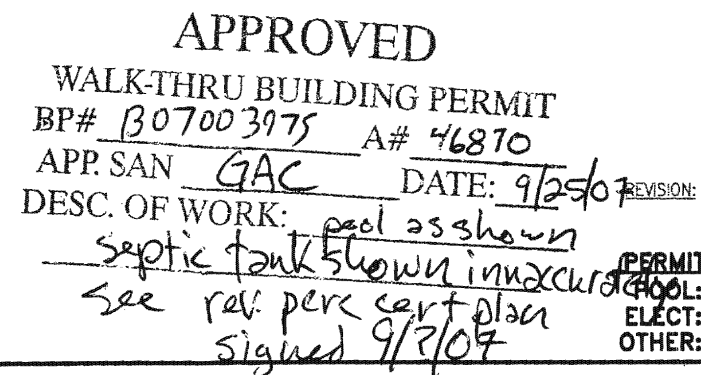 APPROVED
WALK-THRU BUILDING PERMIT
BP# B07003975 A# 46870
APP. SAN GAC DATE: 9/25/07 REVISION:
DESC. OF WORK: pool as shown
septic tank shown innaccurately PERMIT
see rev. perc cert plan POOL:
signed 9/?/07 ELECT:
OTHER: